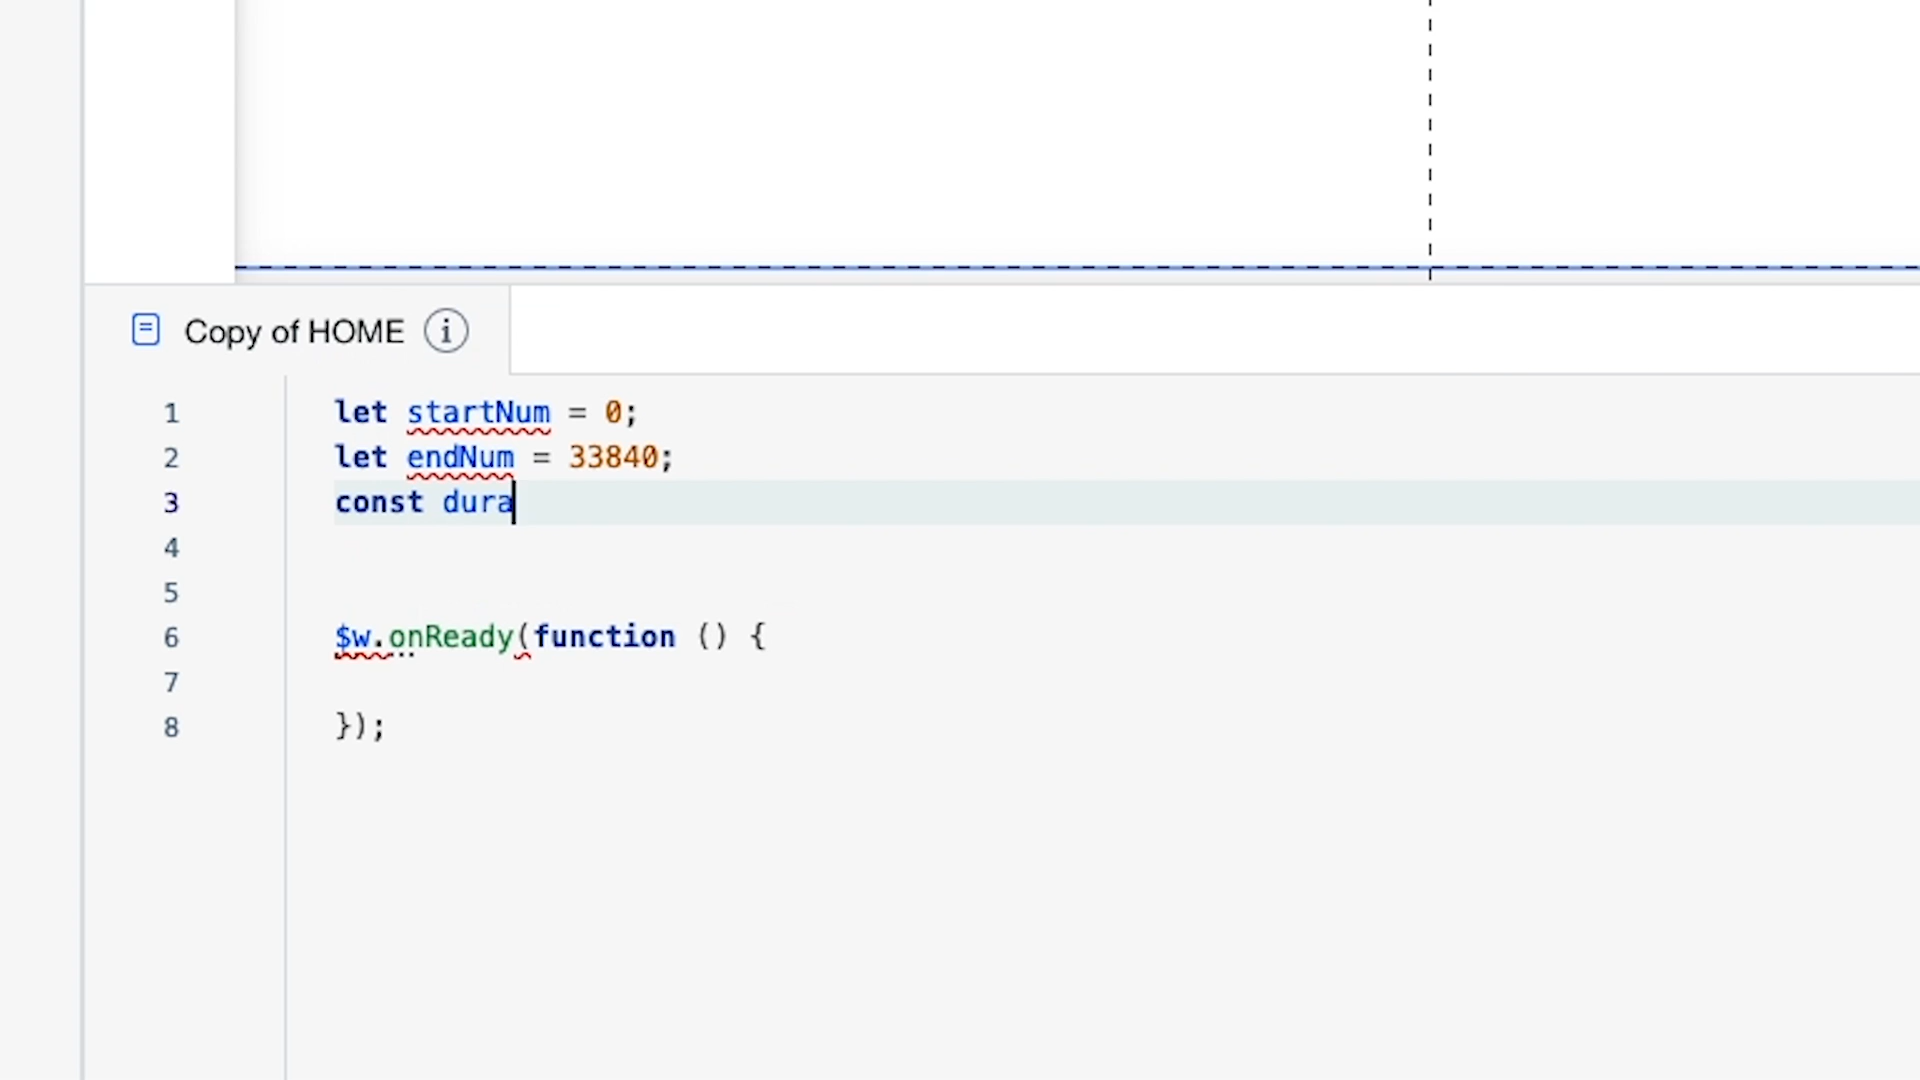 Copy of HOME i
1 let startNum = 0;
2 let endNum = 33840;
3 const dura
4
5
6 $w.onReady(function () {
7
8 });